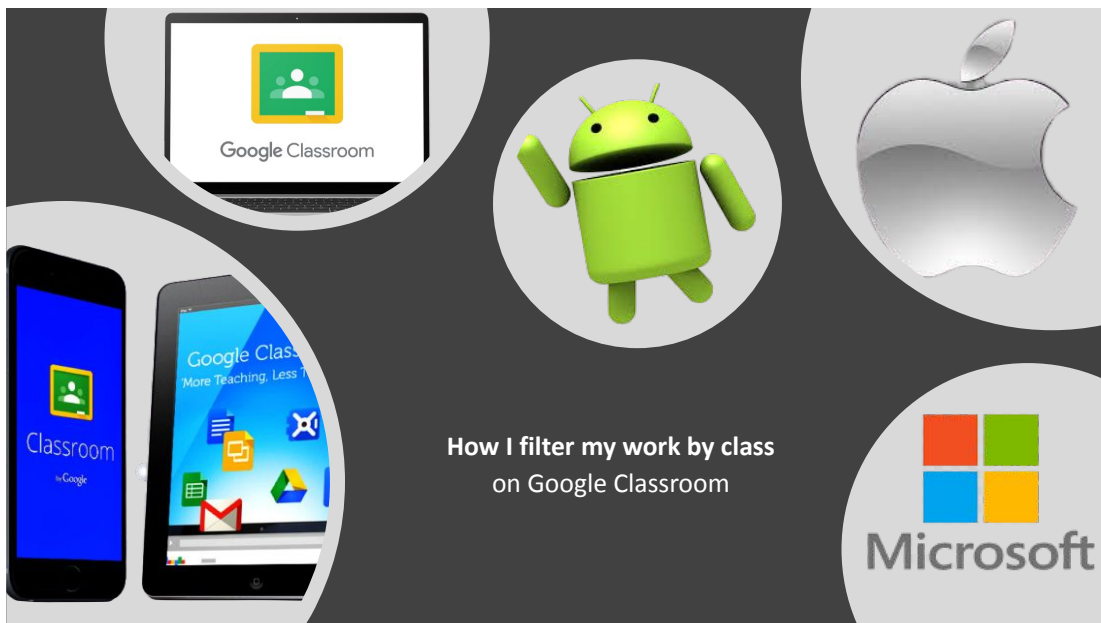 Google Classroom
Classroom
by Google
Google Class
'More Teaching, Less T
How I filter my work by class
on Google Classroom
Microsoft